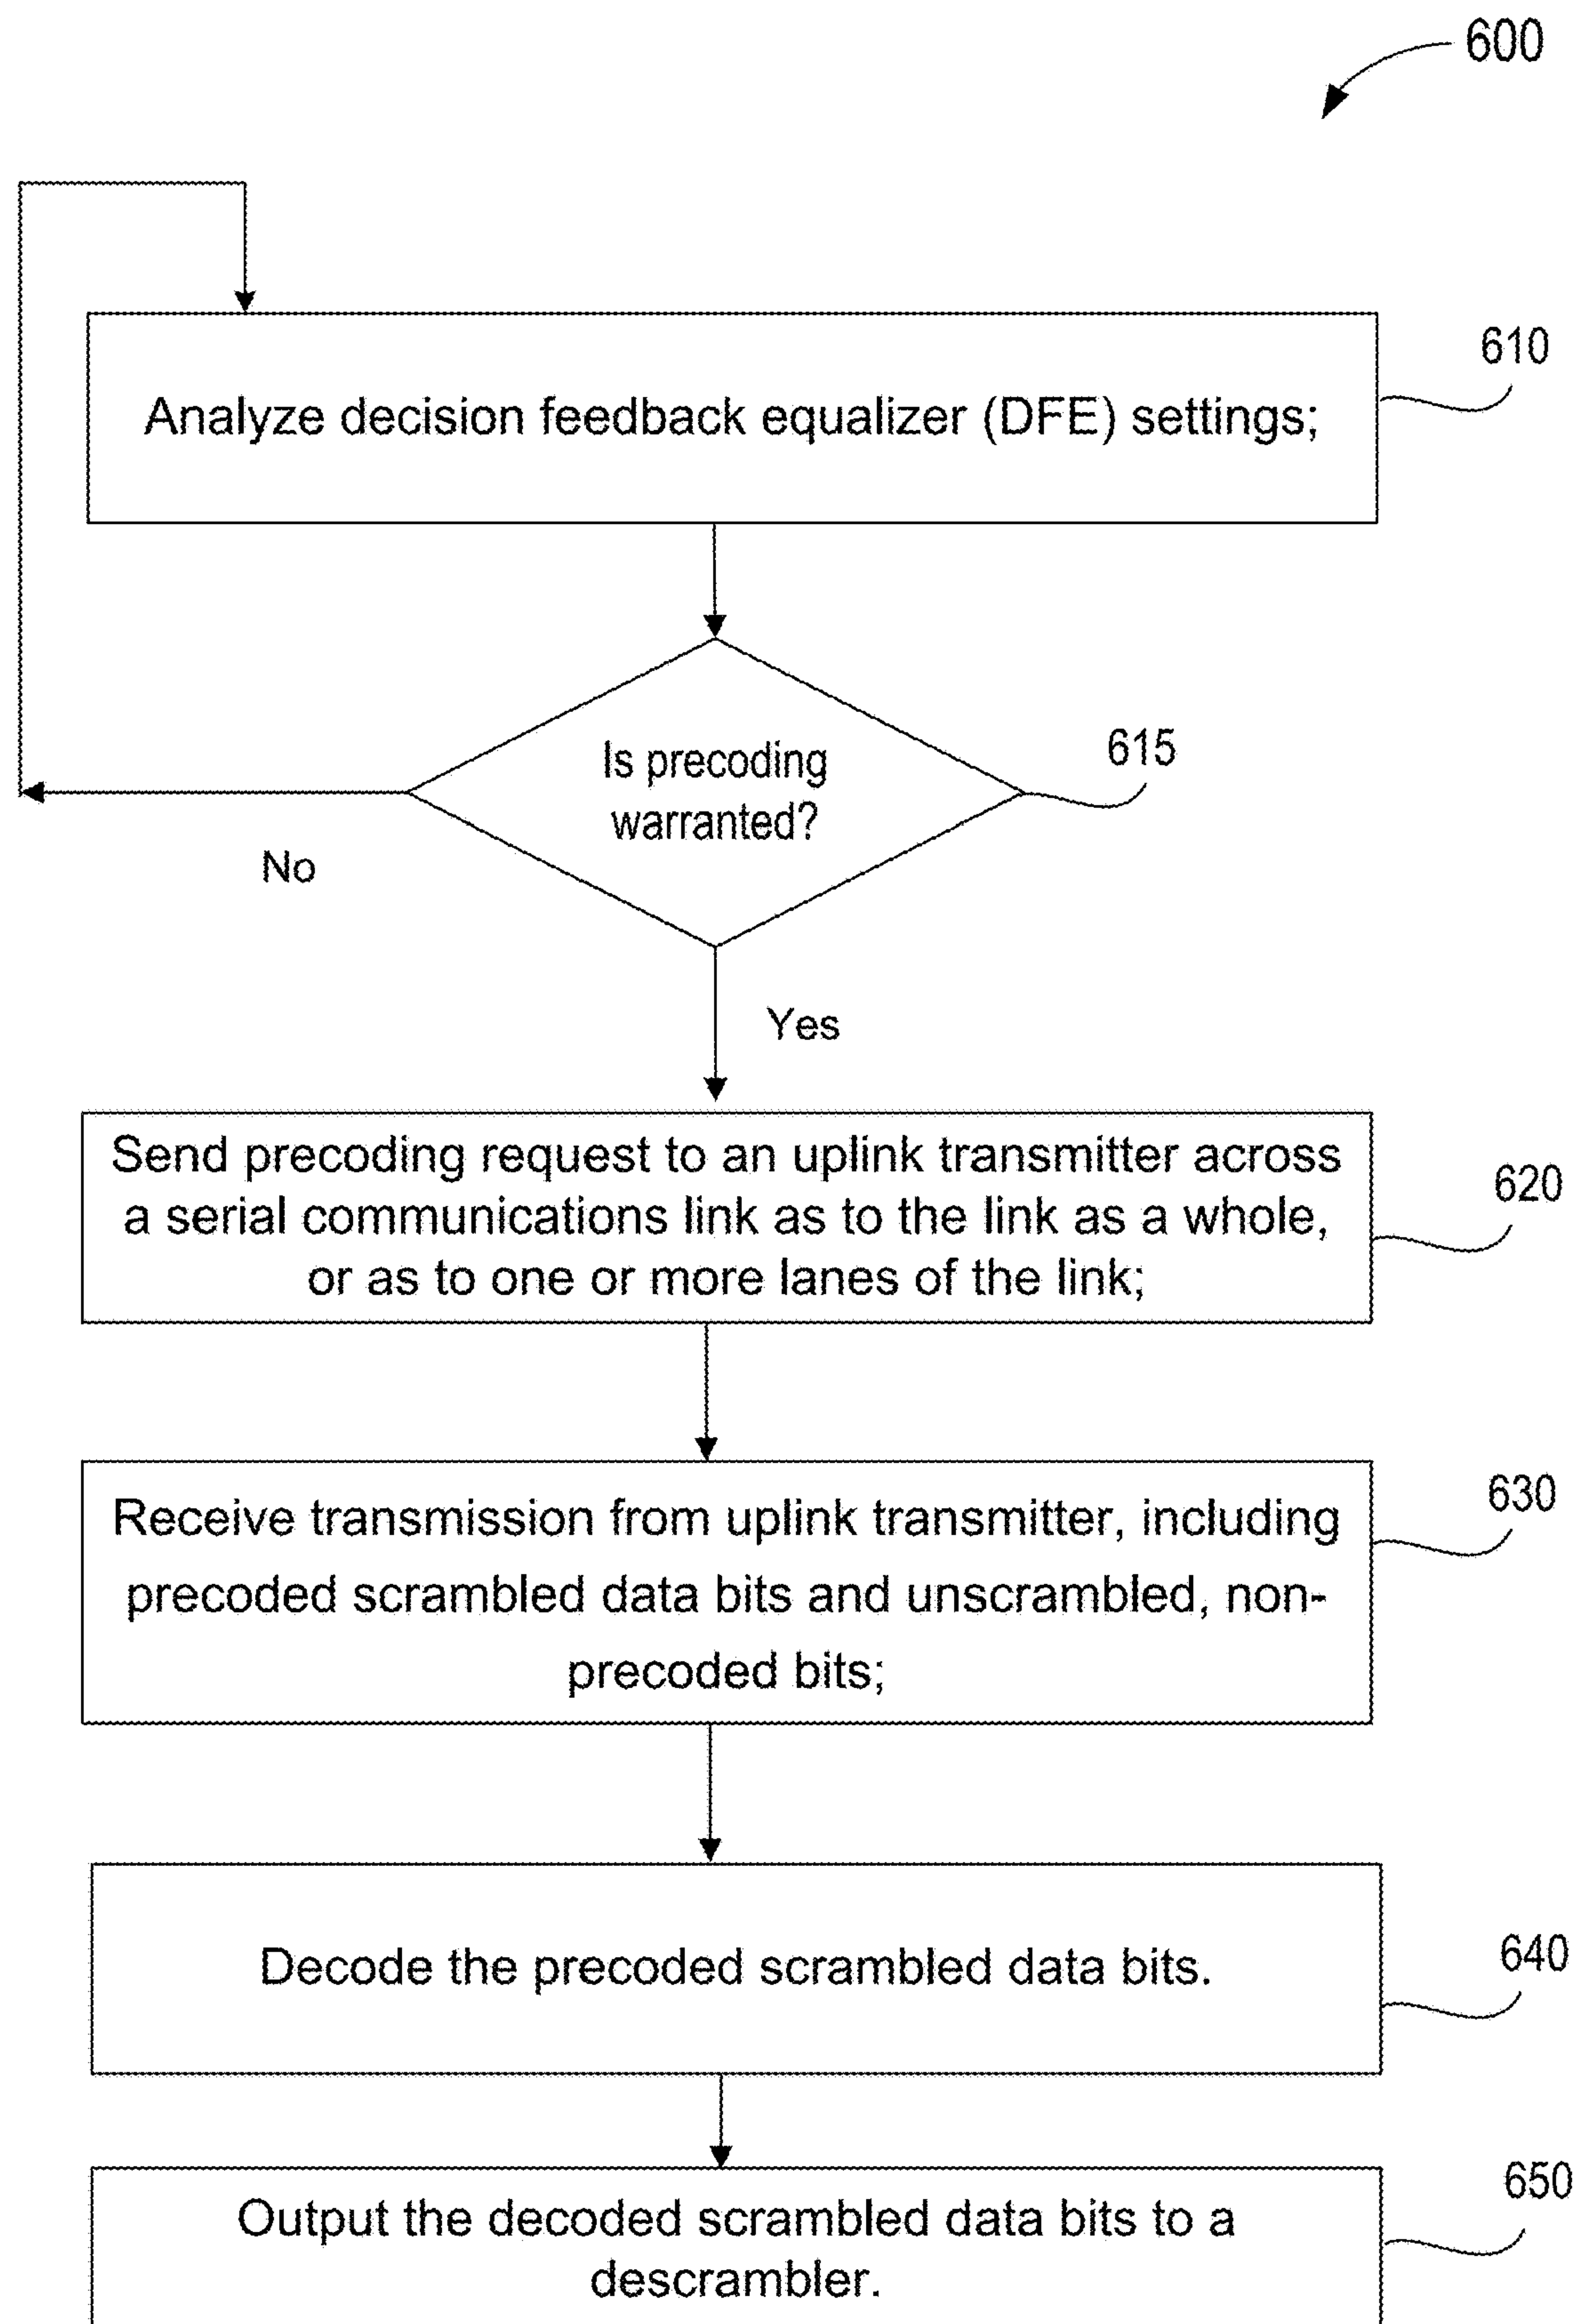 600
Analyze decision feedback equalizer (DFE) settings;
610
Is precoding
warranted?
615
No
Yes
Send precoding request to an uplink transmitter across
a serial communications link as to the link as a whole,
or as to one or more lanes of the link;
620
Receive transmission from uplink transmitter, including
precoded scrambled data bits and unscrambled, non-
precoded bits;
630
Decode the precoded scrambled data bits.
640
Output the decoded scrambled data bits to a
descrambler.
650